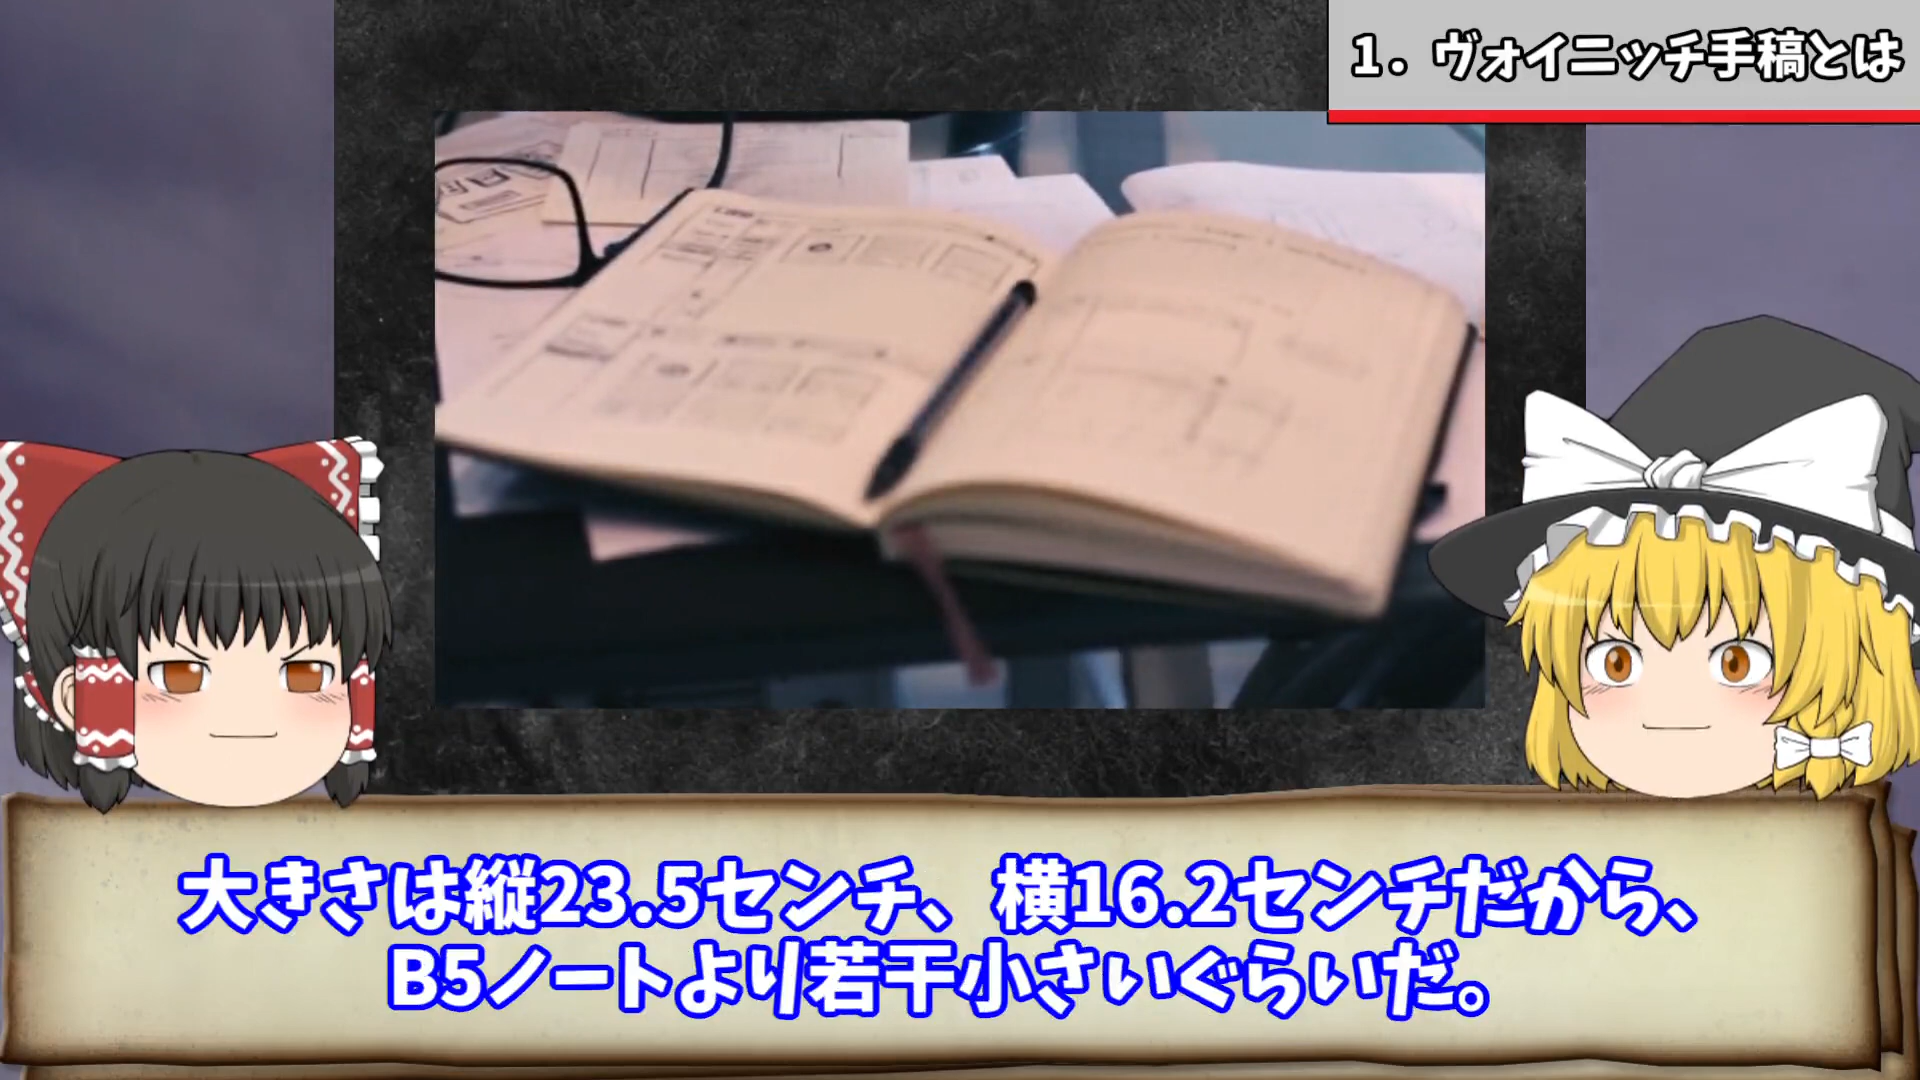 1. ヴォイニッチ手稿とは
大きさは縦23.5センチ、横16.2センチだから、
B5ノートより若干小さいぐらいだ。